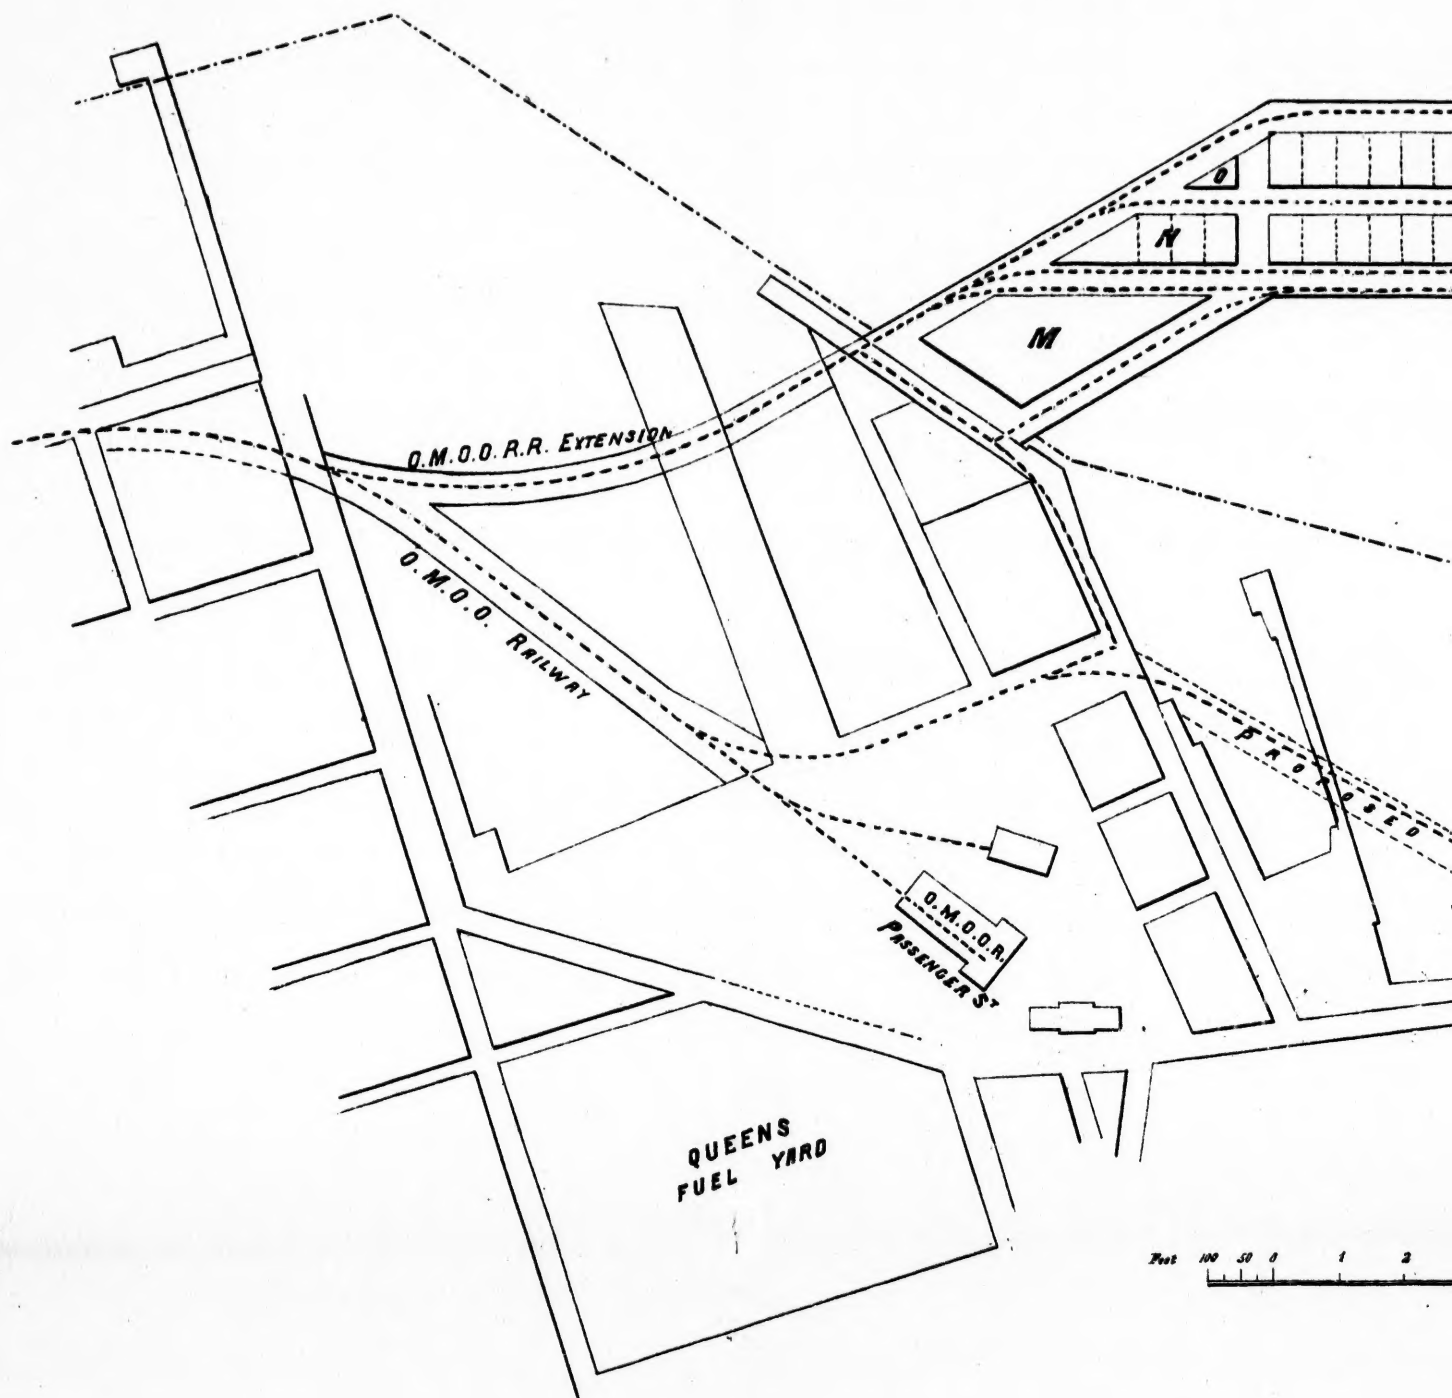 O
N
M
O.M.O.O.R.R. EXTENSION
O.M.O.O. RAILWAY
PROPOSED
O.M.O.O.R.
PASSENGER ST
QUEENS
FUEL YARD
Feet 100 50 0 1 2